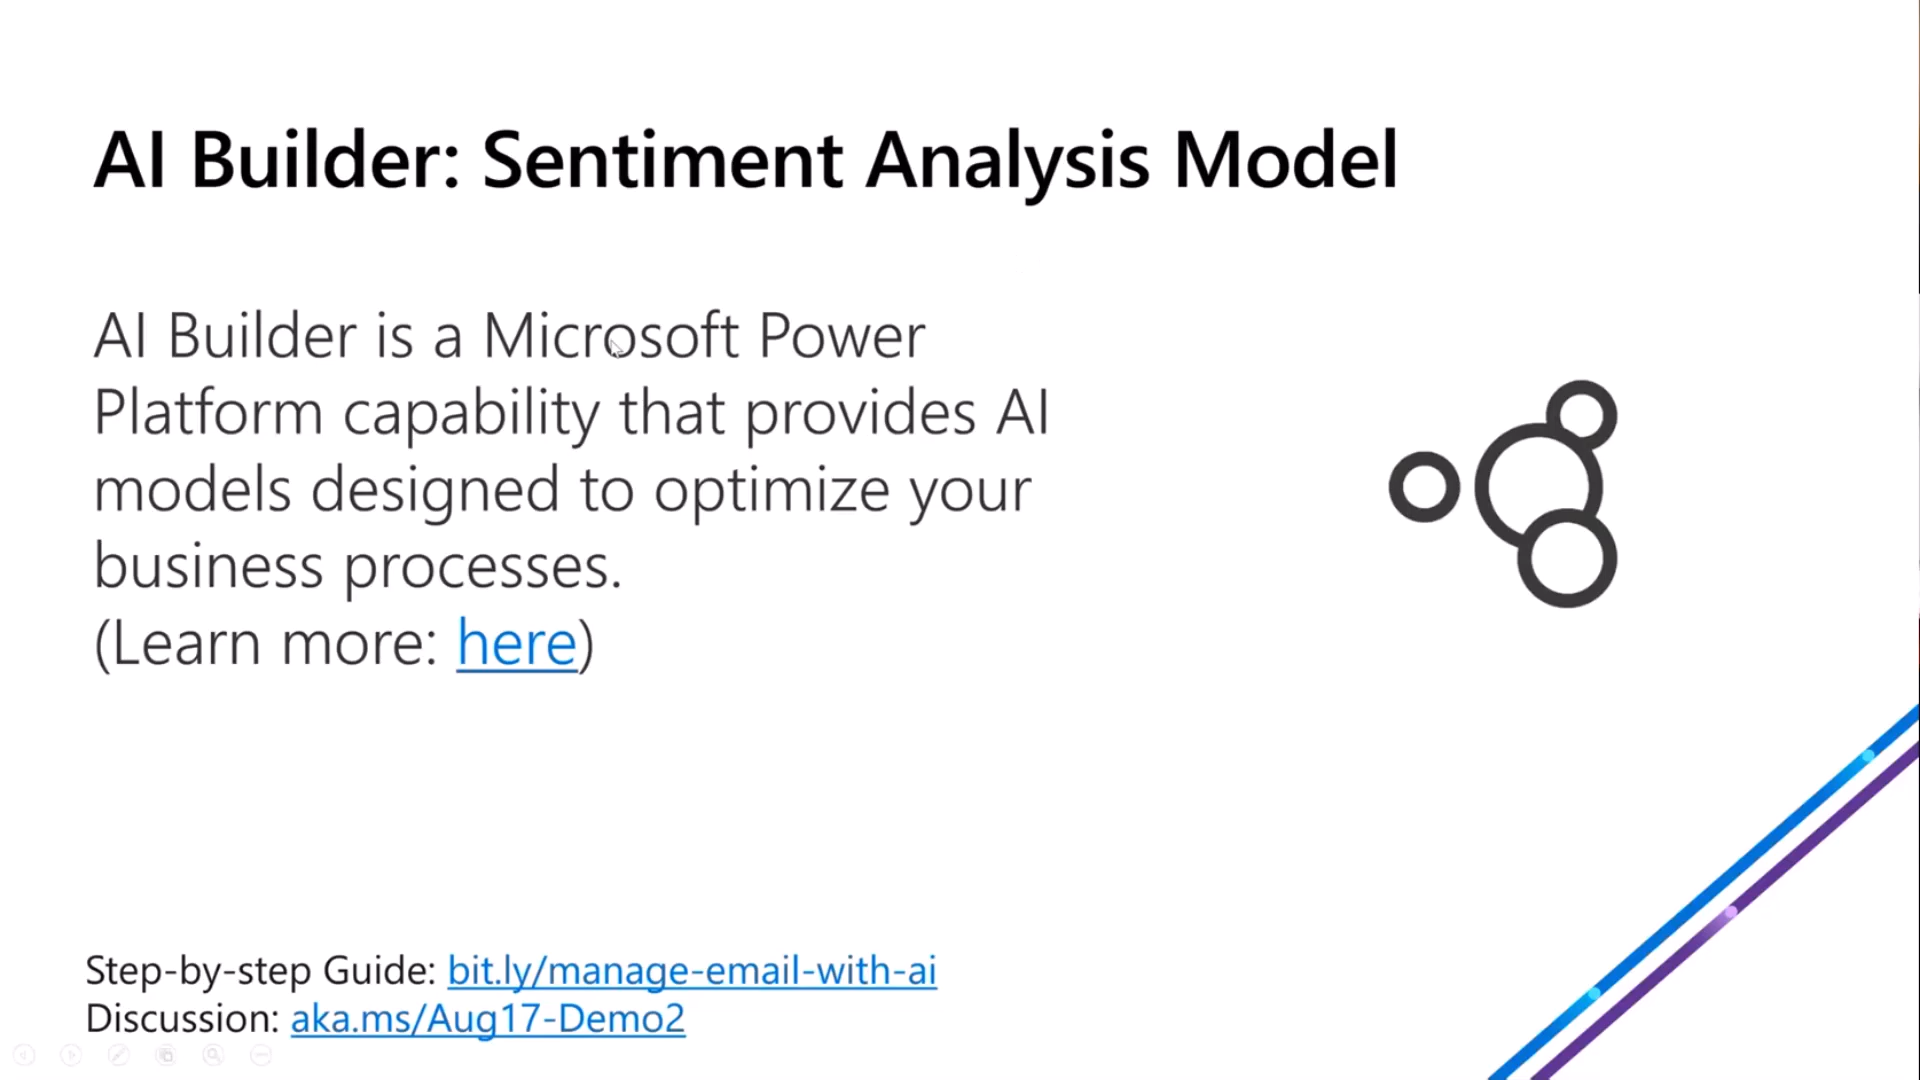 AI Builder: Sentiment Analysis Model
AI Builder is a Microsoft Power
Platform capability that provides AI
models designed to optimize your
business processes.
(Learn more: here)
Step-by-step Guide: bit.ly/manage-email-with-ai
Discussion: aka.ms/Aug17-Demo2